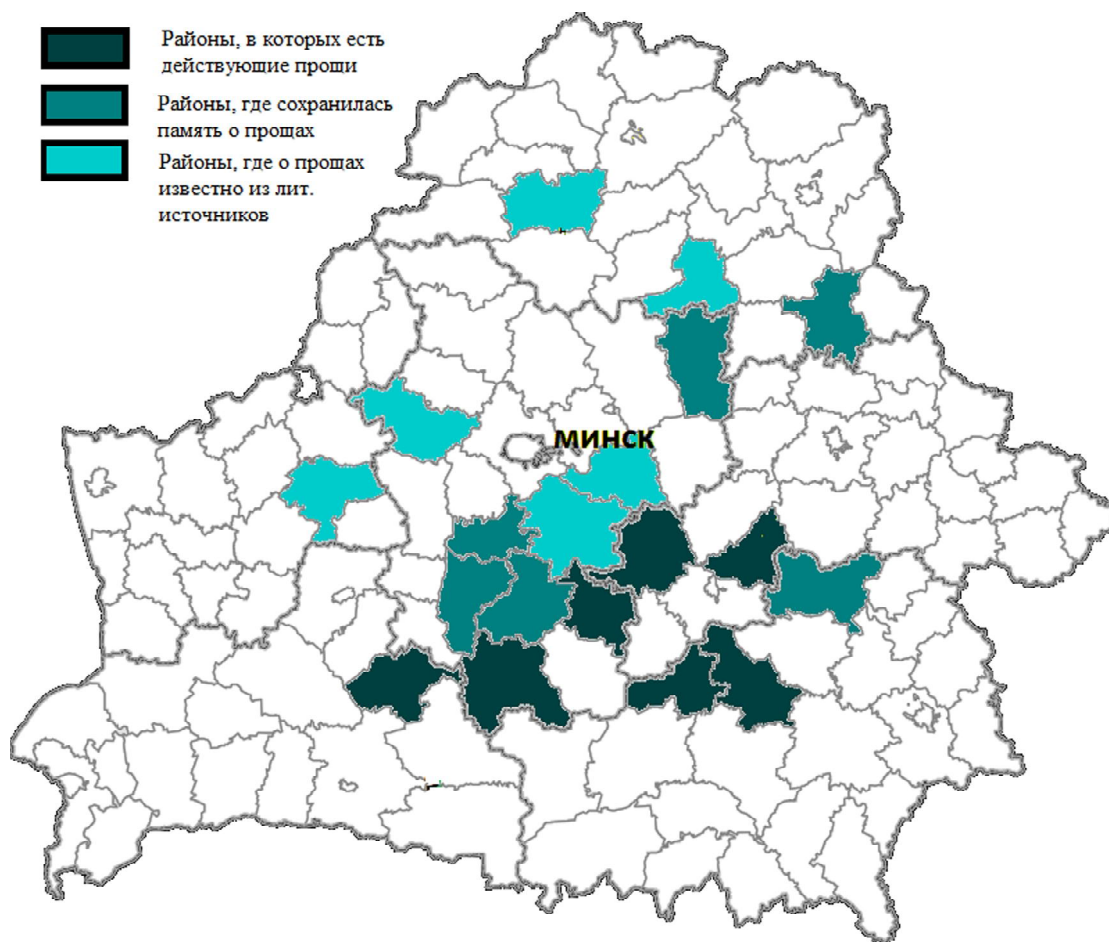 Районы, в которых есть
действующие прощи
Районы, где сохранилась
память о прощах
Районы, где о прощах
известно из лит.
источников
МИНСК